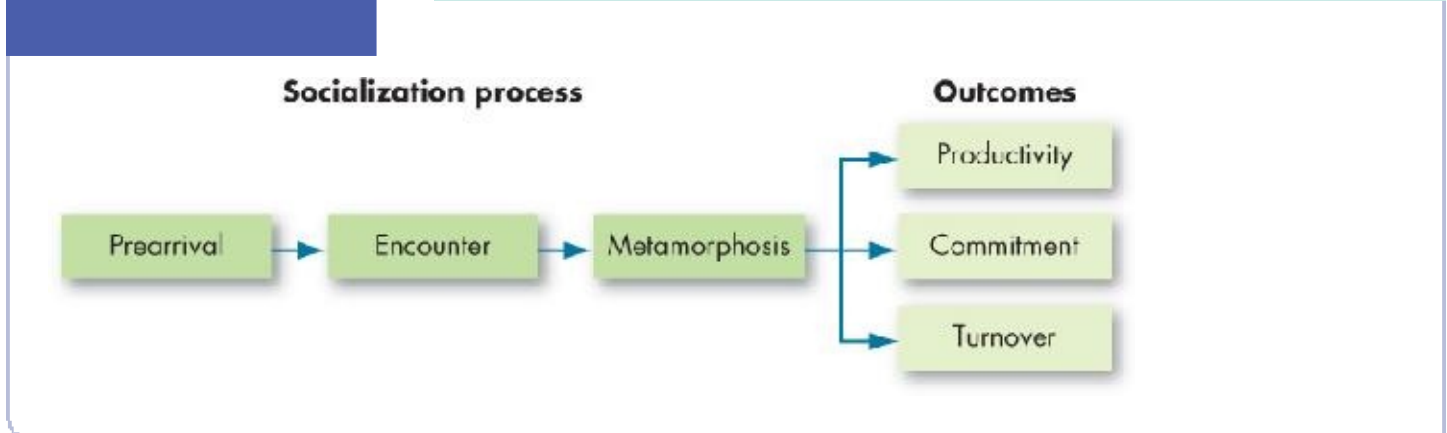 Socialization process
Outcomes
Productivity
Prearrival
Encounter
Metamorphosis
Commitment
Turnover